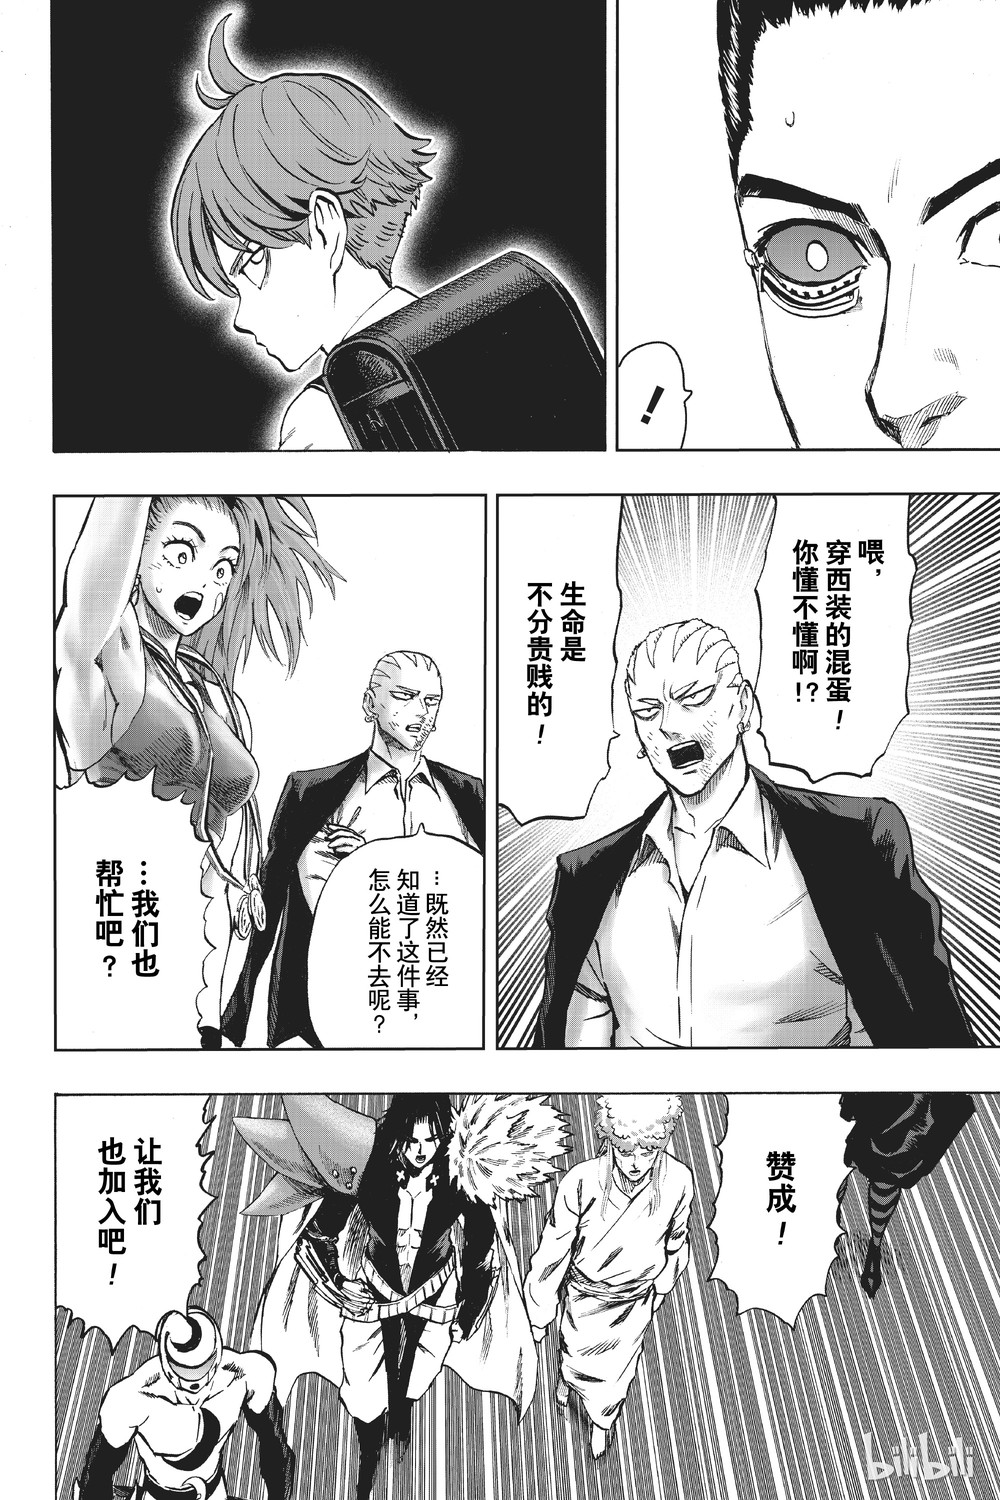 ！
喂，
穿西装的混蛋！
你懂不懂啊！？
生命是
不分贵贱的！
…既然已经
知道了这件事，
怎么能不去呢？
…我们也
帮忙吧？
赞成！
让我们
也加入吧！
bilibili